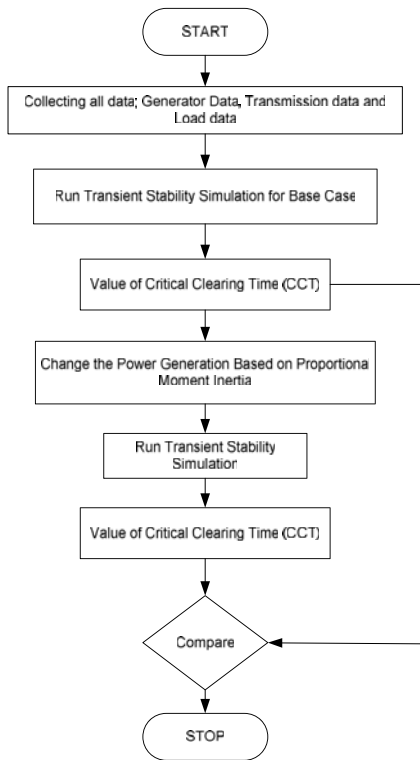 START
Collecting all data; Generator Data, Transmission data and
Load data
Run Transient Stability Simulation for Base Case
Value of Critical Clearing Time (CCT)
Change the Power Generation Based on Proportional
Moment Inertia
Run Transient Stability
Simulation
Value of Critical Clearing Time (CCT)
Compare
STOP